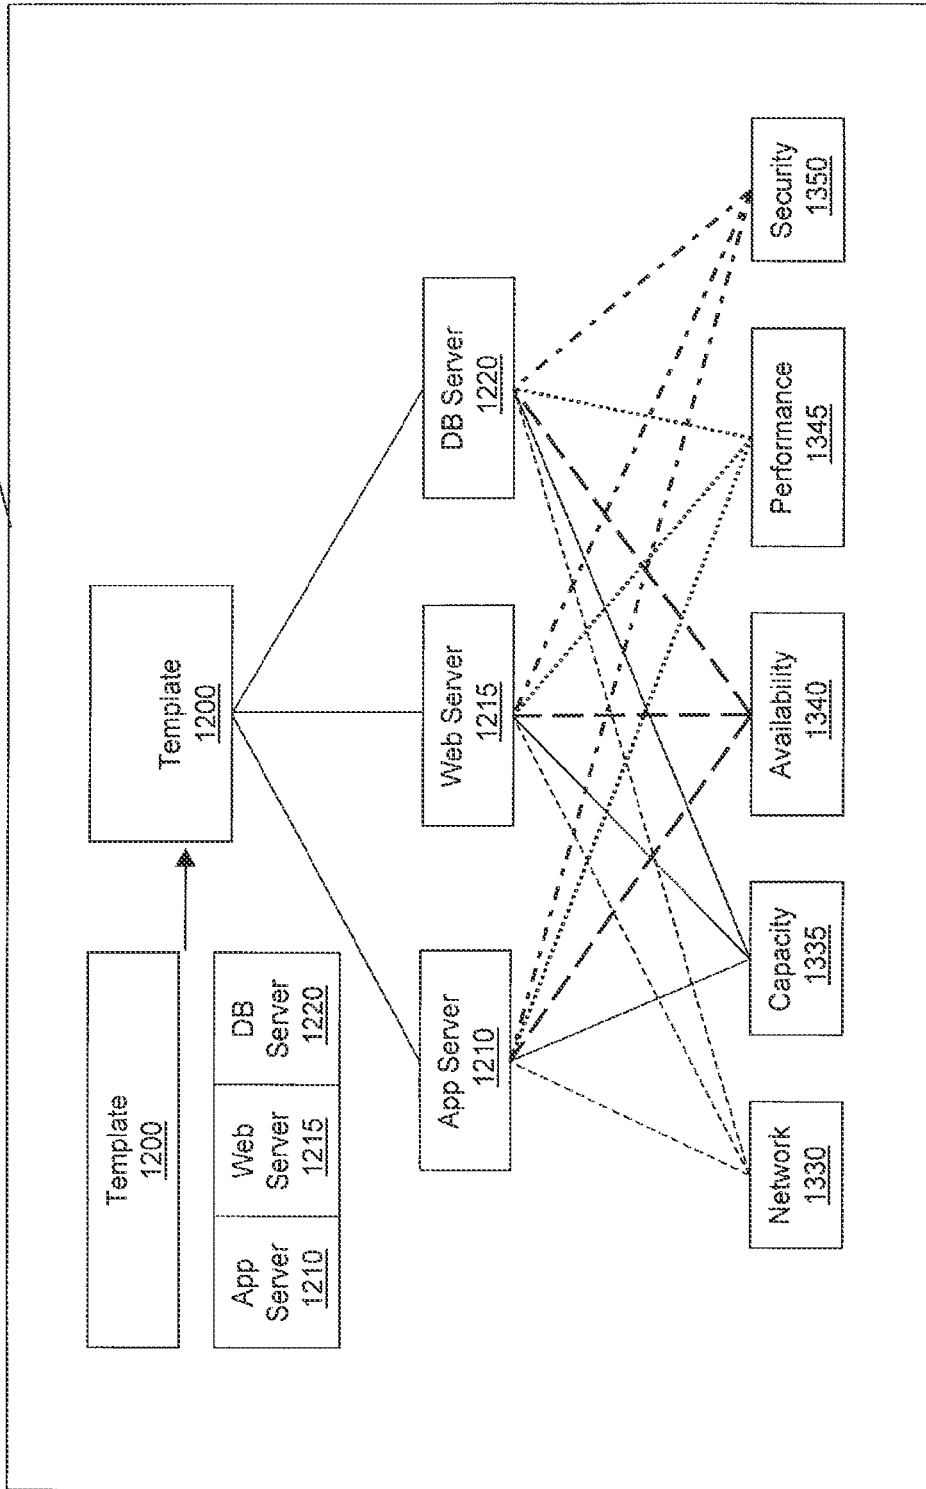 Template
1200
App
Server
1210
Web
Server
1215
DB
Server
1220
Template
1200
App Server
1210
Web Server
1215
DB Server
1220
Network
1330
Capacity
1335
Availability
1340
Performance
1345
Security
1350